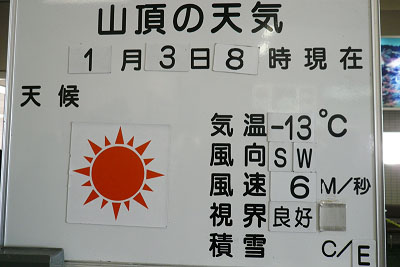 山頂の天気
1月3日8時現在
天候
気温-13℃
風向SW
風速6M/秒
視界良好
積雪C/E